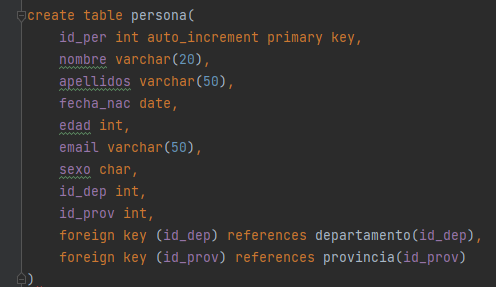 create table persona(
    id_per int auto_increment primary key,
    nombre varchar(20),
    apellidos varchar(50),
    fecha_nac date,
    edad int,
    email varchar(50),
    sexo char,
    id_dep int,
    id_prov int,
    foreign key (id_dep) references departamento(id_dep),
    foreign key (id_prov) references provincia(id_prov)
)